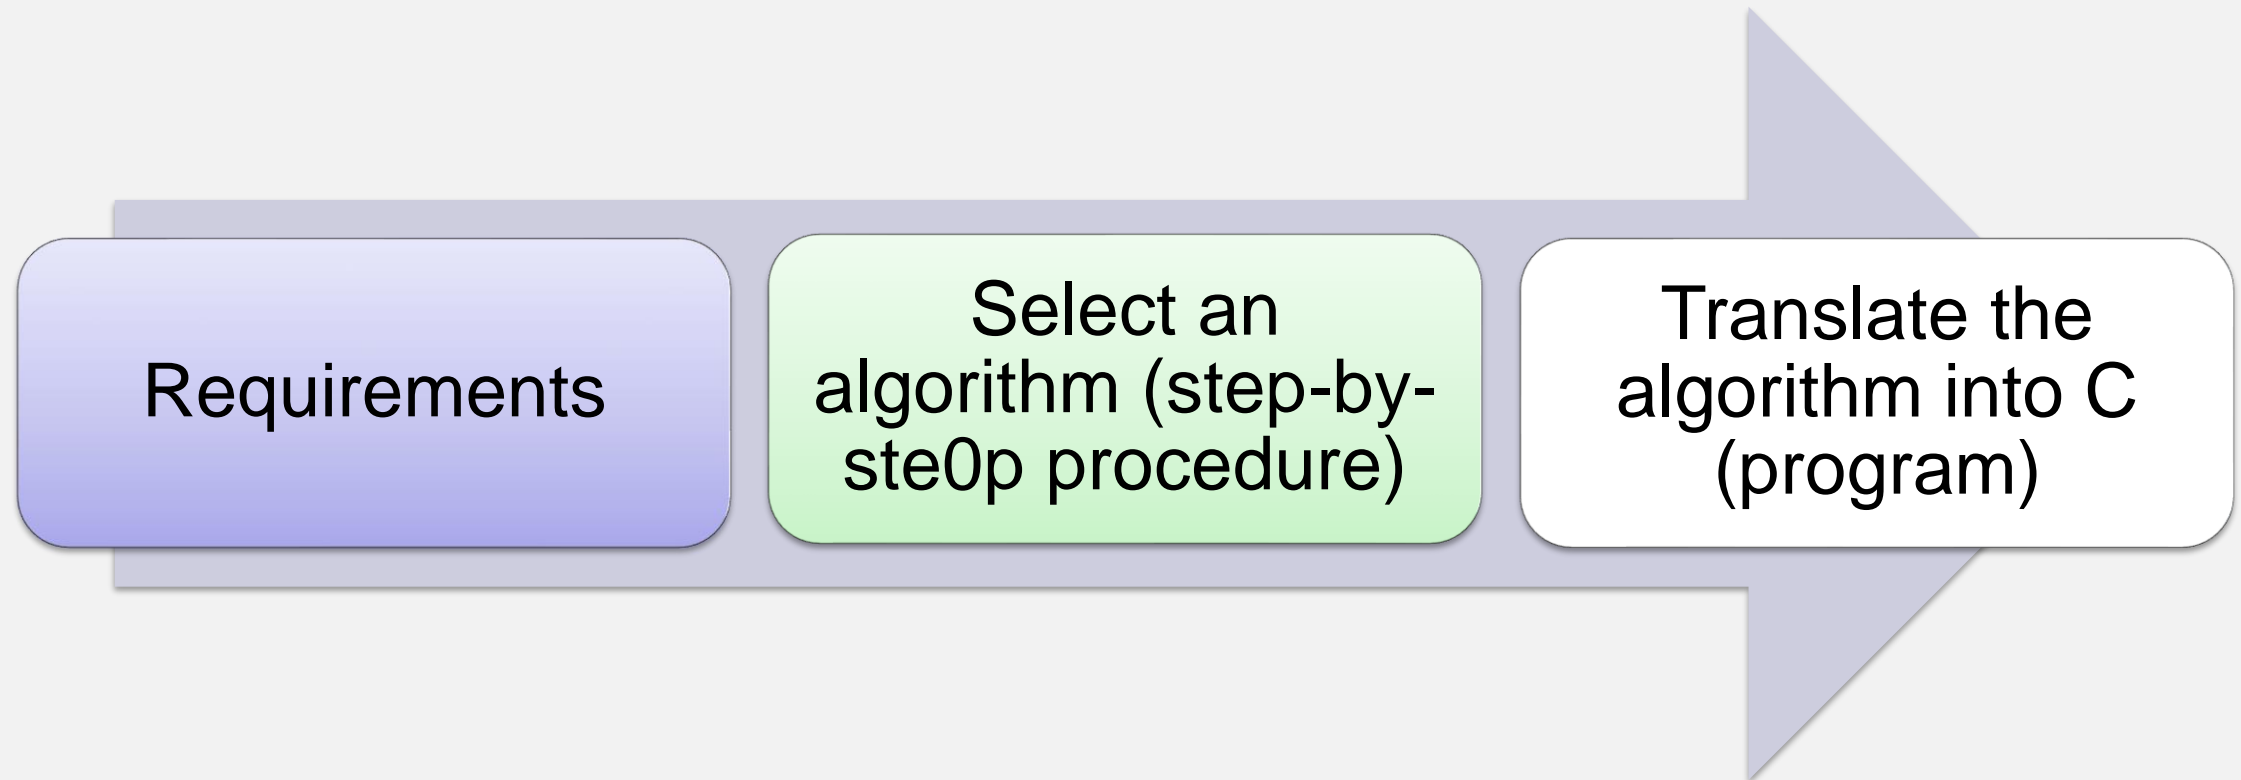 Requirements
Select an
algorithm (step-by-
ste0p procedure)
Translate the
algorithm into C
(program)